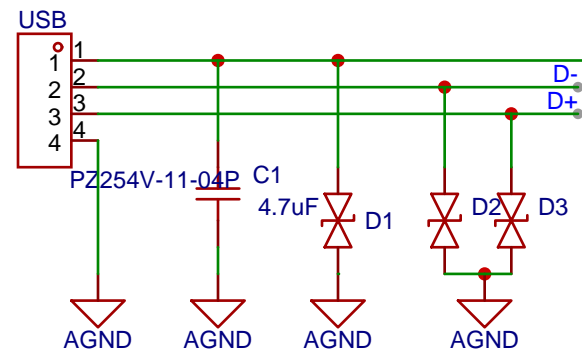 USB
1 1
2 2
3 3
4 4
D-
D+
PZ254V-11-04P
C1
4.7uF
D1
D2
D3
AGND
AGND
AGND
AGND